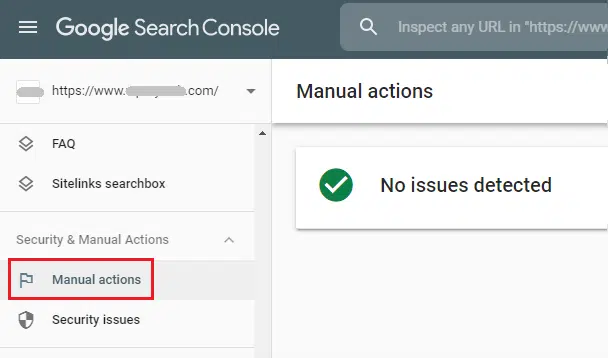 Google Search Console
Inspect any URL in "https://www
https://www. .com/
Manual actions
FAQ
Sitelinks searchbox
No issues detected
Security & Manual Actions
Manual actions
Security issues